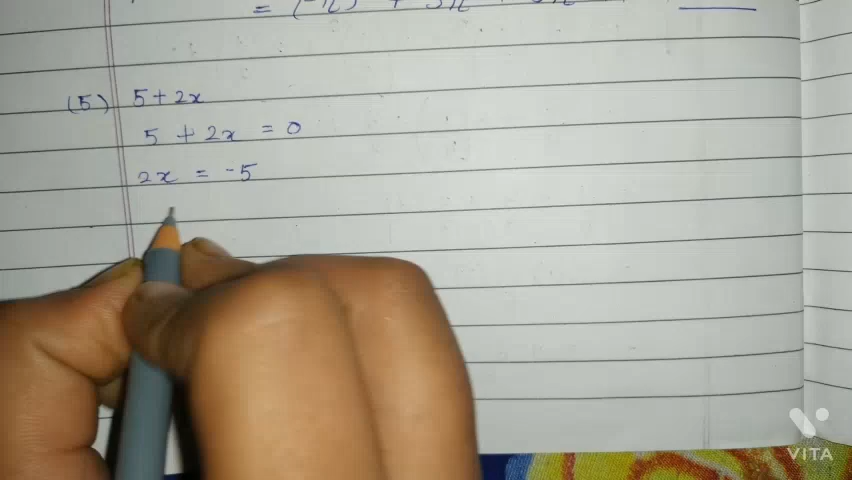 (5) 5 + 2x
5 + 2x = 0
2x = -5
VITA